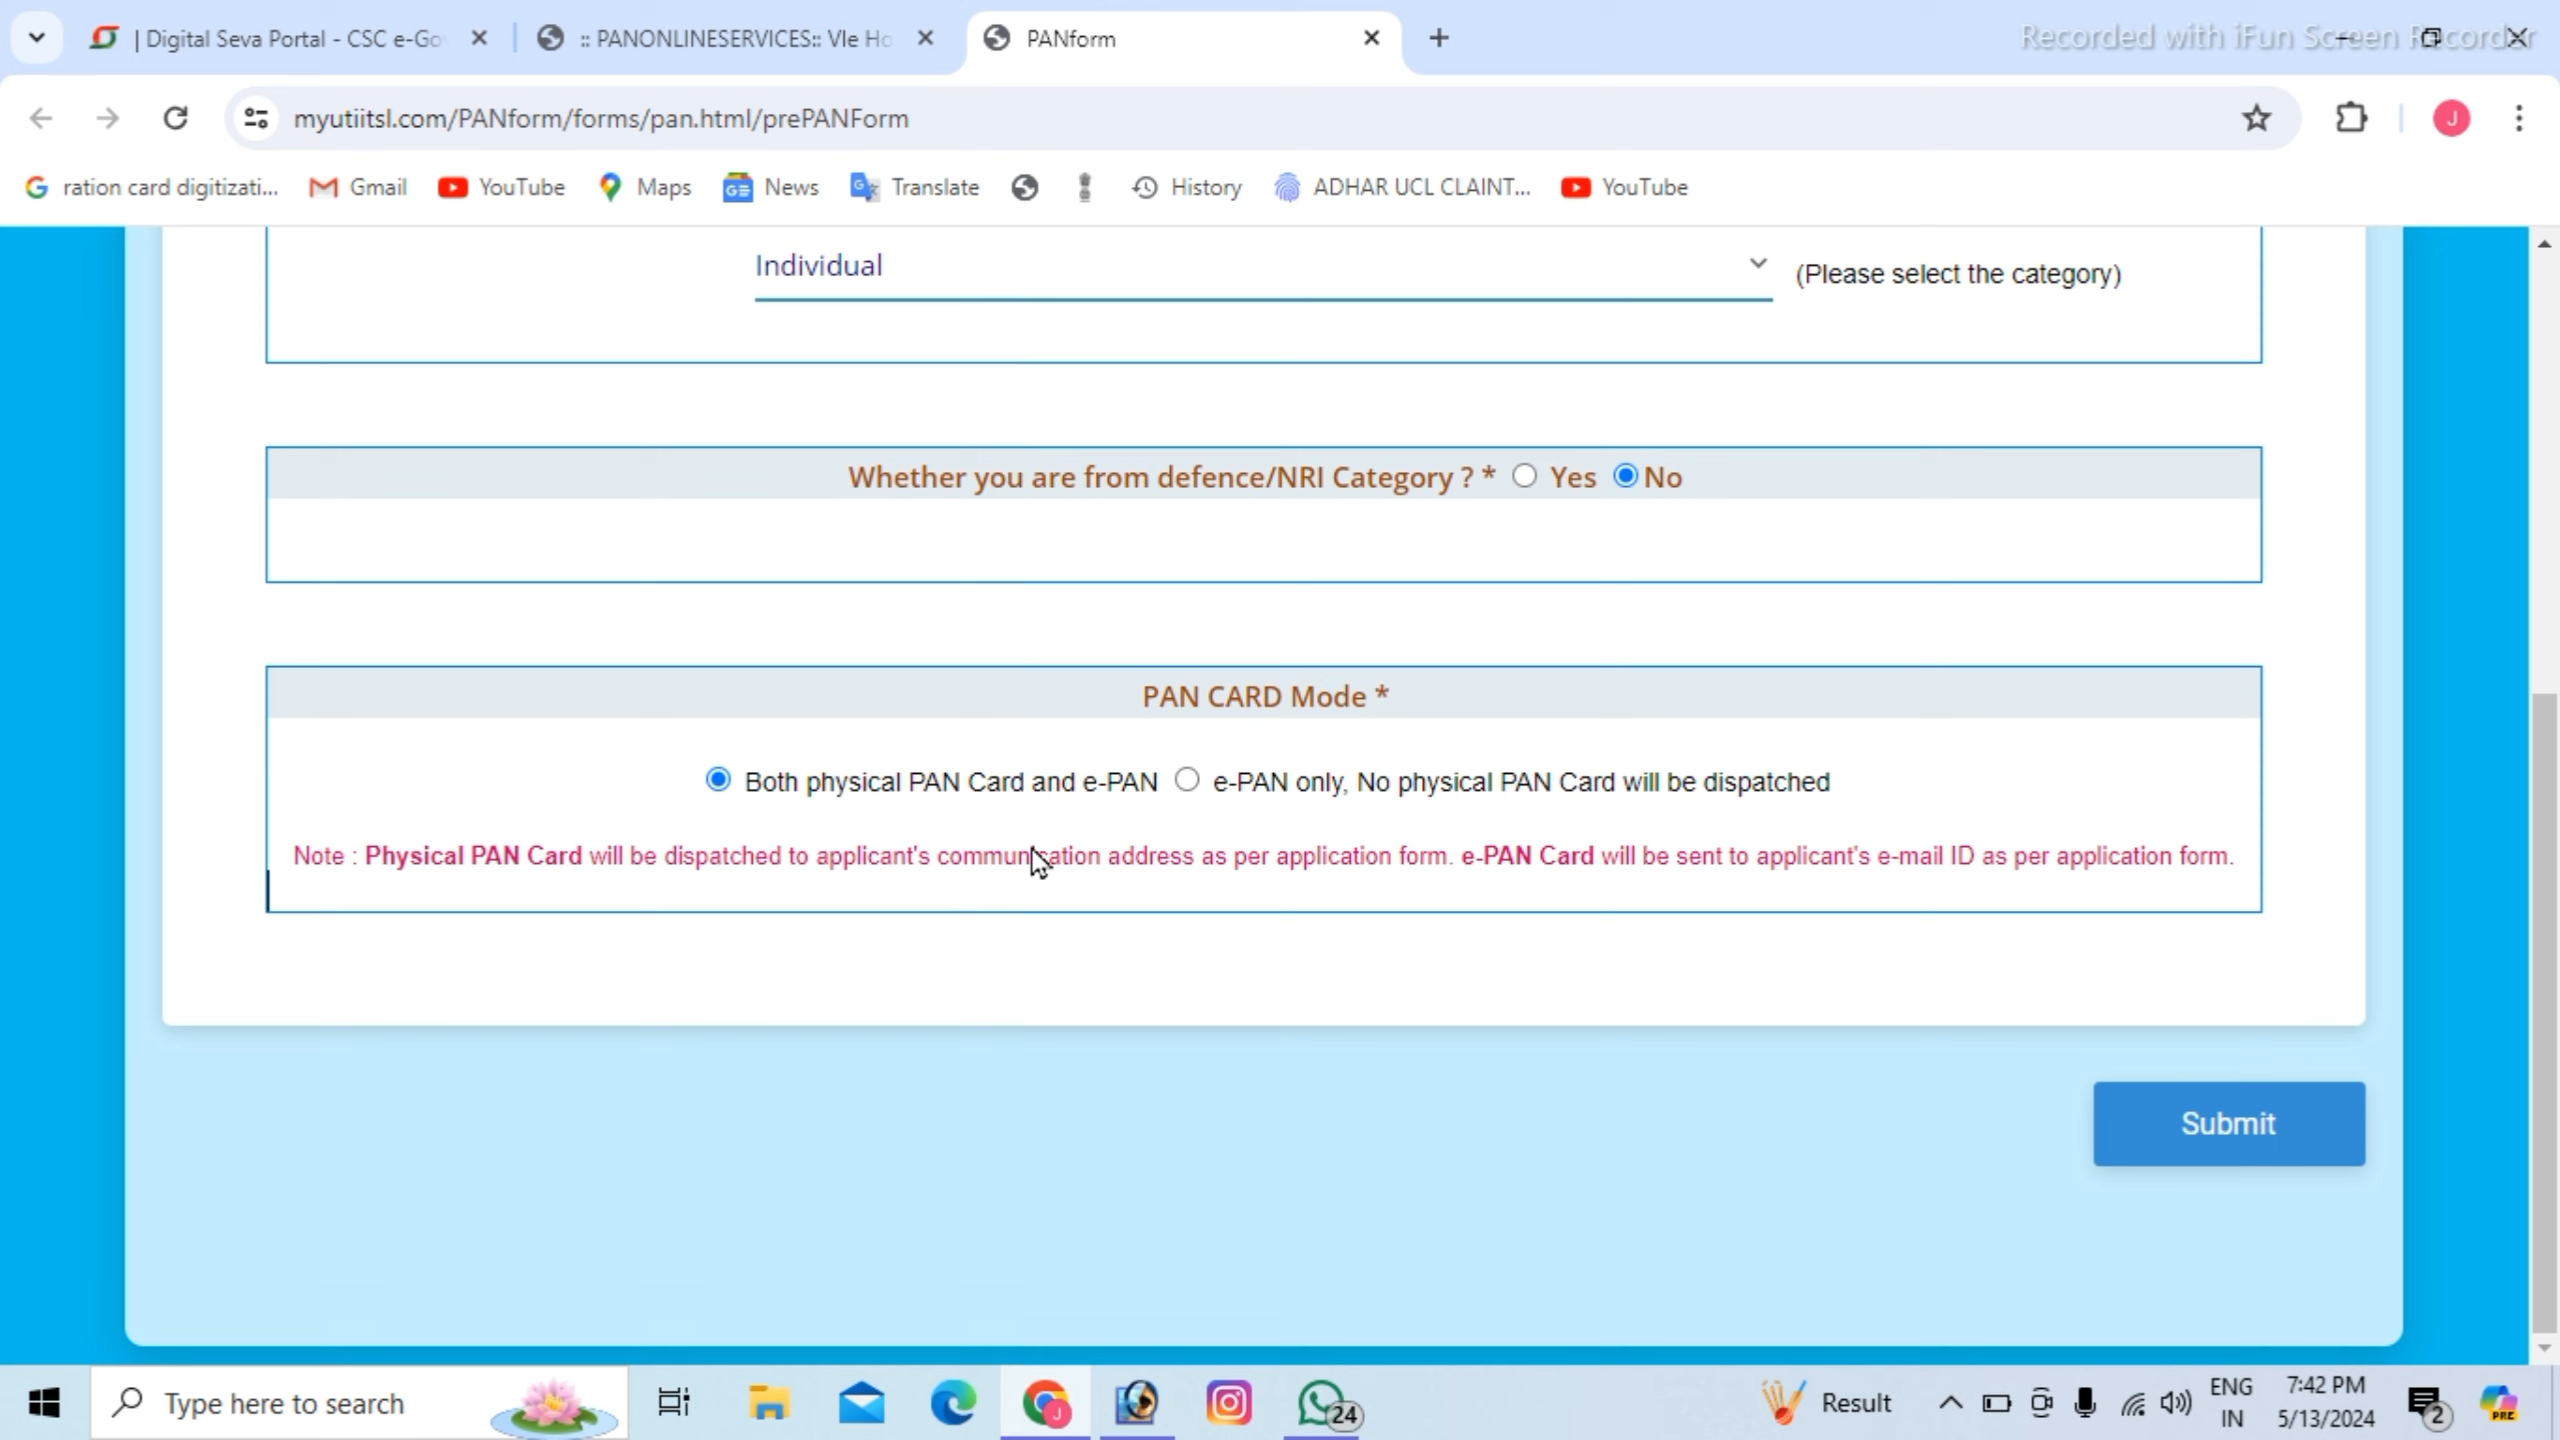 | Digital Seva Portal - CSC e-Go
:: PANONLINESERVICES:: Vle Ho
PANform
Recorded with iFun Screen Recorder
myutiitsl.com/PANform/forms/pan.html/prePANForm
J
ration card digitizati...
Gmail
YouTube
Maps
News
Translate
History
ADHAR UCL CLAINT...
YouTube
Individual
(Please select the category)
Whether you are from defence/NRI Category ? * Yes No
PAN CARD Mode *
Both physical PAN Card and e-PAN e-PAN only, No physical PAN Card will be dispatched
Note : Physical PAN Card will be dispatched to applicant's communication address as per application form. e-PAN Card will be sent to applicant's e-mail ID as per application form.
Submit
Type here to search
24
Result
ENG
IN
7:42 PM
5/13/2024
2
PRE